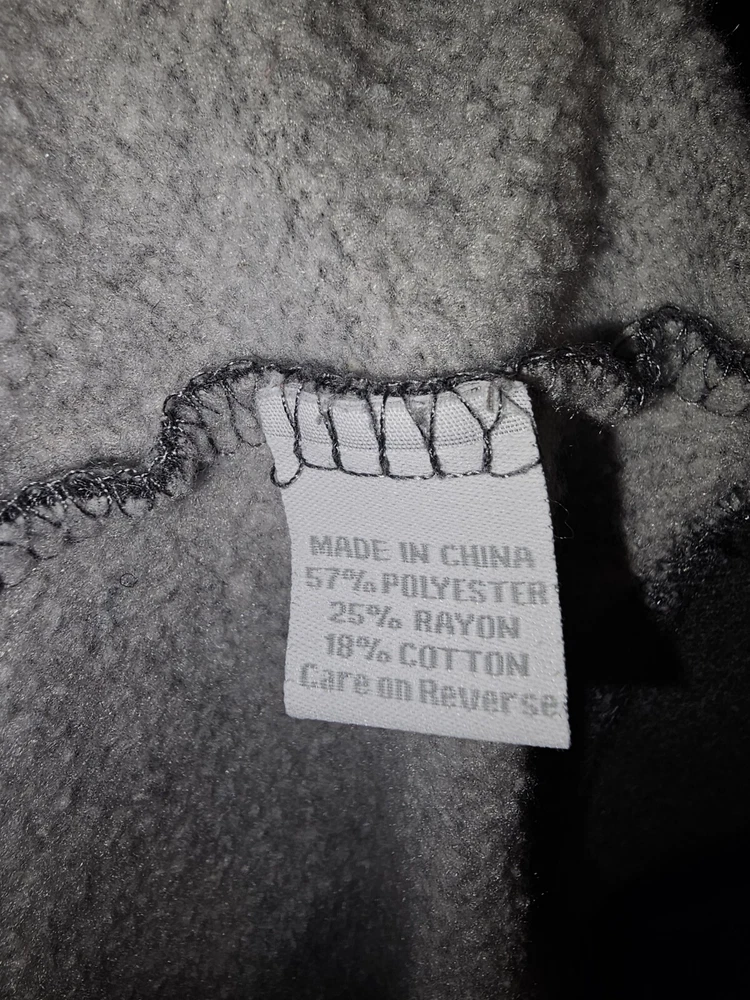 MADE IN CHINA
57% POLYESTER
25% RAYON
18% COTTON
Care on Reverse